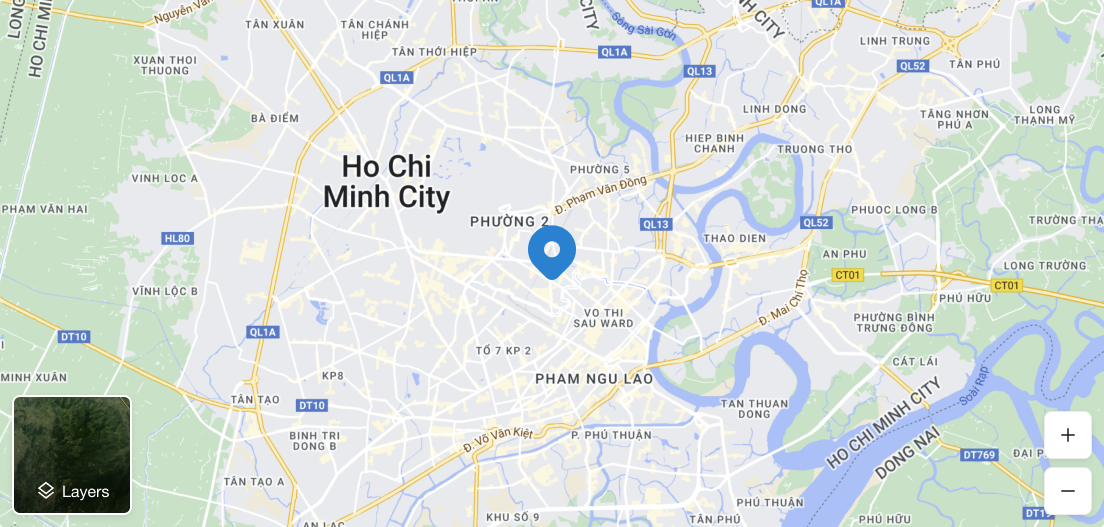 LONG
HO CHI MI
Nguyễn Văn
TÂN XUÂN
TÂN CHÁNH
HIỆP
CITY
NH CITY
Sông Sài Gòn
QL1A
LINH TRUNG
TÂN THỚI HIỆP
QL1A
XUAN THOI
THUONG
QL1A
QL13
QL52
TÂN PHÚ
BÀ ĐIỂM
LINH DONG
TĂNG NHƠN
PHÚ A
LONG
THẠNH MỸ
HIEP BINH
CHANH
TRUONG THO
Ho Chi
Minh City
PHƯỜNG 5
VINH LOC A
Đ. Phạm Văn Đồng
PHẠM VĂN HAI
PHƯỜNG 2
QL13
QL52
PHUOC LONG B
TRƯỜNG THẠ
HL80
THAO DIEN
AN PHU
CT01
LONG TRƯỜNG
CT01
VĨNH LỘC B
PHÚ HỮU
Đ. Mai Chí Thọ
VO THI
SAU WARD
PHƯỜNG BÌNH
TRƯNG ĐÔNG
DT10
QL1A
TỔ 7 KP 2
CÁT LÁI
MINH XUÂN
KP8
PHAM NGU LAO
Soài Rạp
TÂN TẠO
DT10
TAN THUAN
DONG
HO CHI MINH CITY
DONG NAI
BINH TRI
DONG B
Đ. Võ Văn Kiệt
P. PHÚ THUẬN
DT769
ĐẠI P
TÂN TẠO A
Layers
PHÚ THUẬN
KHU SỐ 9
TÂN PHÚ
PHÚ HỮU
AN LẠC